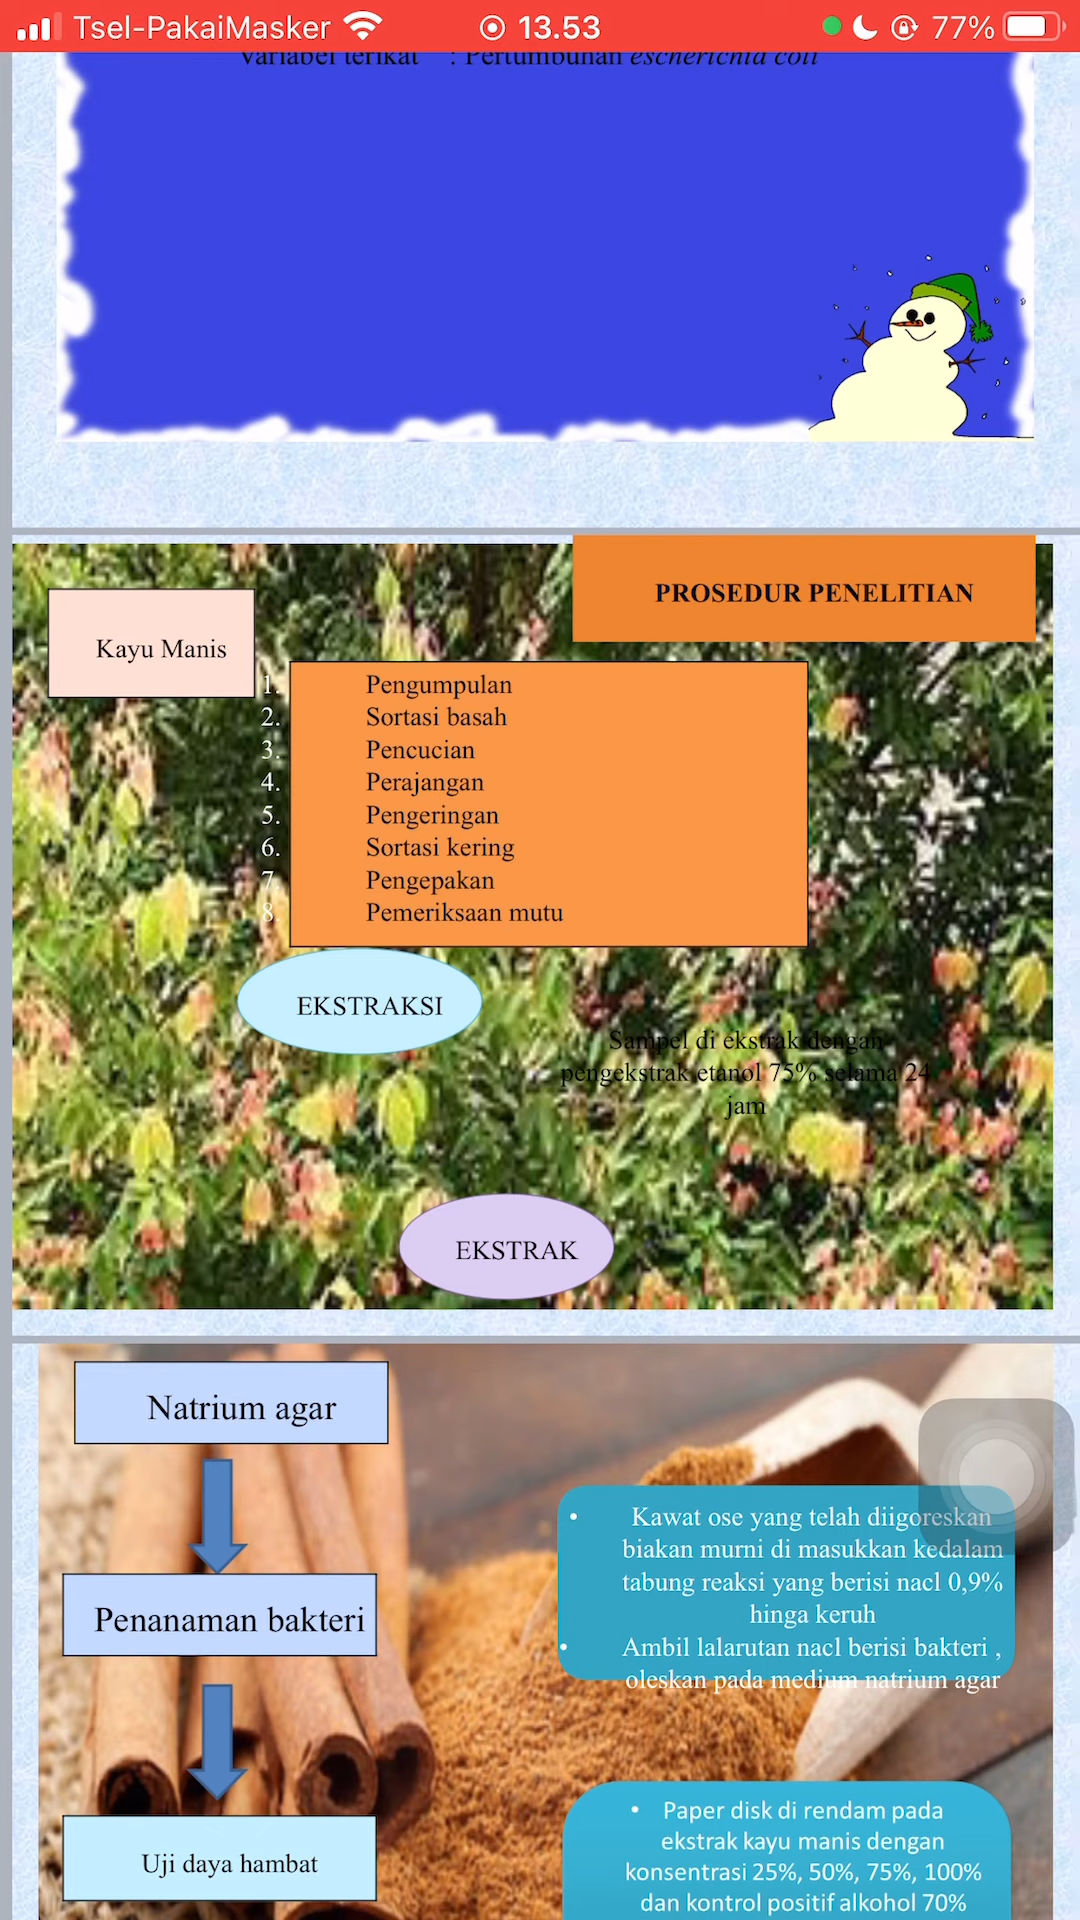 Tsel-PakaiMasker 13.53 77%
Variabel terikat : Pertumbuhan escherichia coli
PROSEDUR PENELITIAN
Kayu Manis
1. Pengumpulan
2. Sortasi basah
3. Pencucian
4. Perajangan
5. Pengeringan
6. Sortasi kering
7. Pengepakan
8. Pemeriksaan mutu
EKSTRAKSI
Sampel di ekstrak dengan
pengekstrak etanol 75% selama 24
jam
EKSTRAK
Natrium agar
Penanaman bakteri
• Kawat ose yang telah diigoreskan
biakan murni di masukkan kedalam
tabung reaksi yang berisi nacl 0,9%
hinga keruh
• Ambil lalarutan nacl berisi bakteri ,
oleskan pada medium natrium agar
Uji daya hambat
• Paper disk di rendam pada
ekstrak kayu manis dengan
konsentrasi 25%, 50%, 75%, 100%
dan kontrol positif alkohol 70%